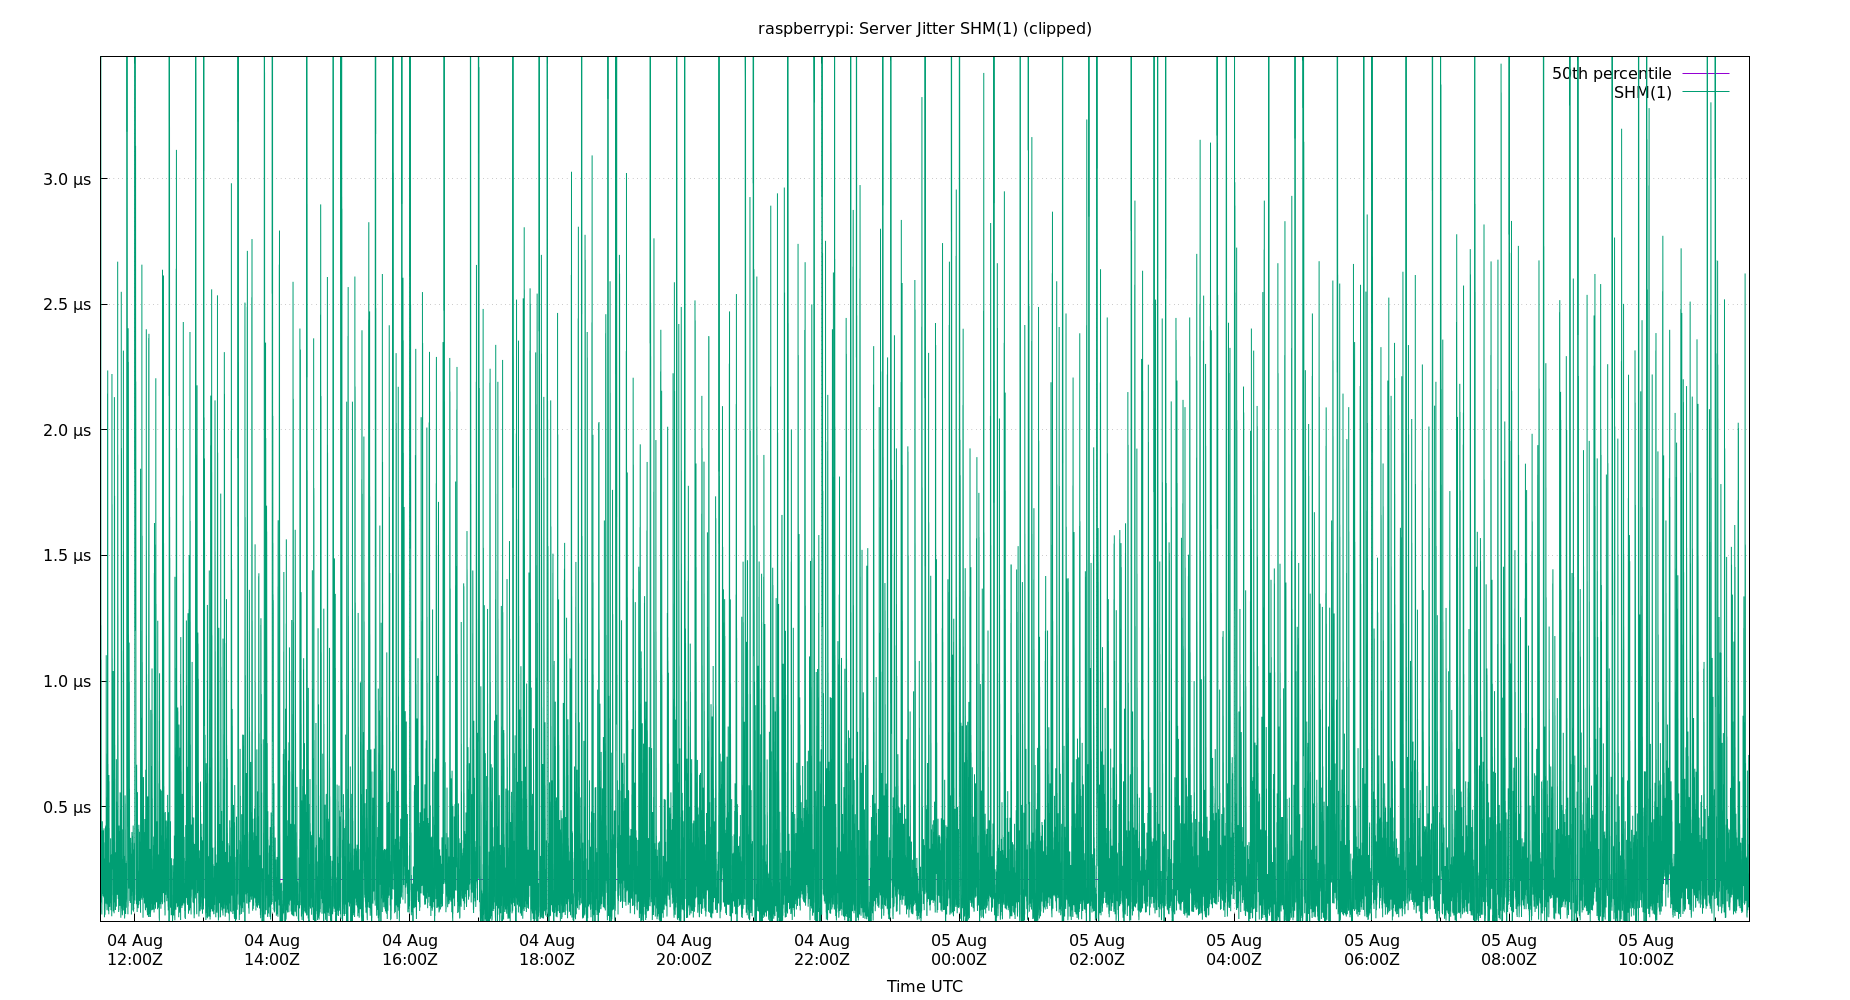 raspberrypi: Server Jitter SHM(1) (clipped)
50th percentile
SHM(1)
3.0 µs
2.5 µs
2.0 µs
1.5 µs
1.0 µs
0.5 µs
04 Aug 04 Aug 04 Aug 04 Aug 04 Aug 04 Aug 05 Aug 05 Aug 05 Aug 05 Aug 05 Aug 05 Aug
12:00Z 14:00Z 16:00Z 18:00Z 20:00Z 22:00Z 00:00Z 02:00Z 04:00Z 06:00Z 08:00Z 10:00Z
Time UTC